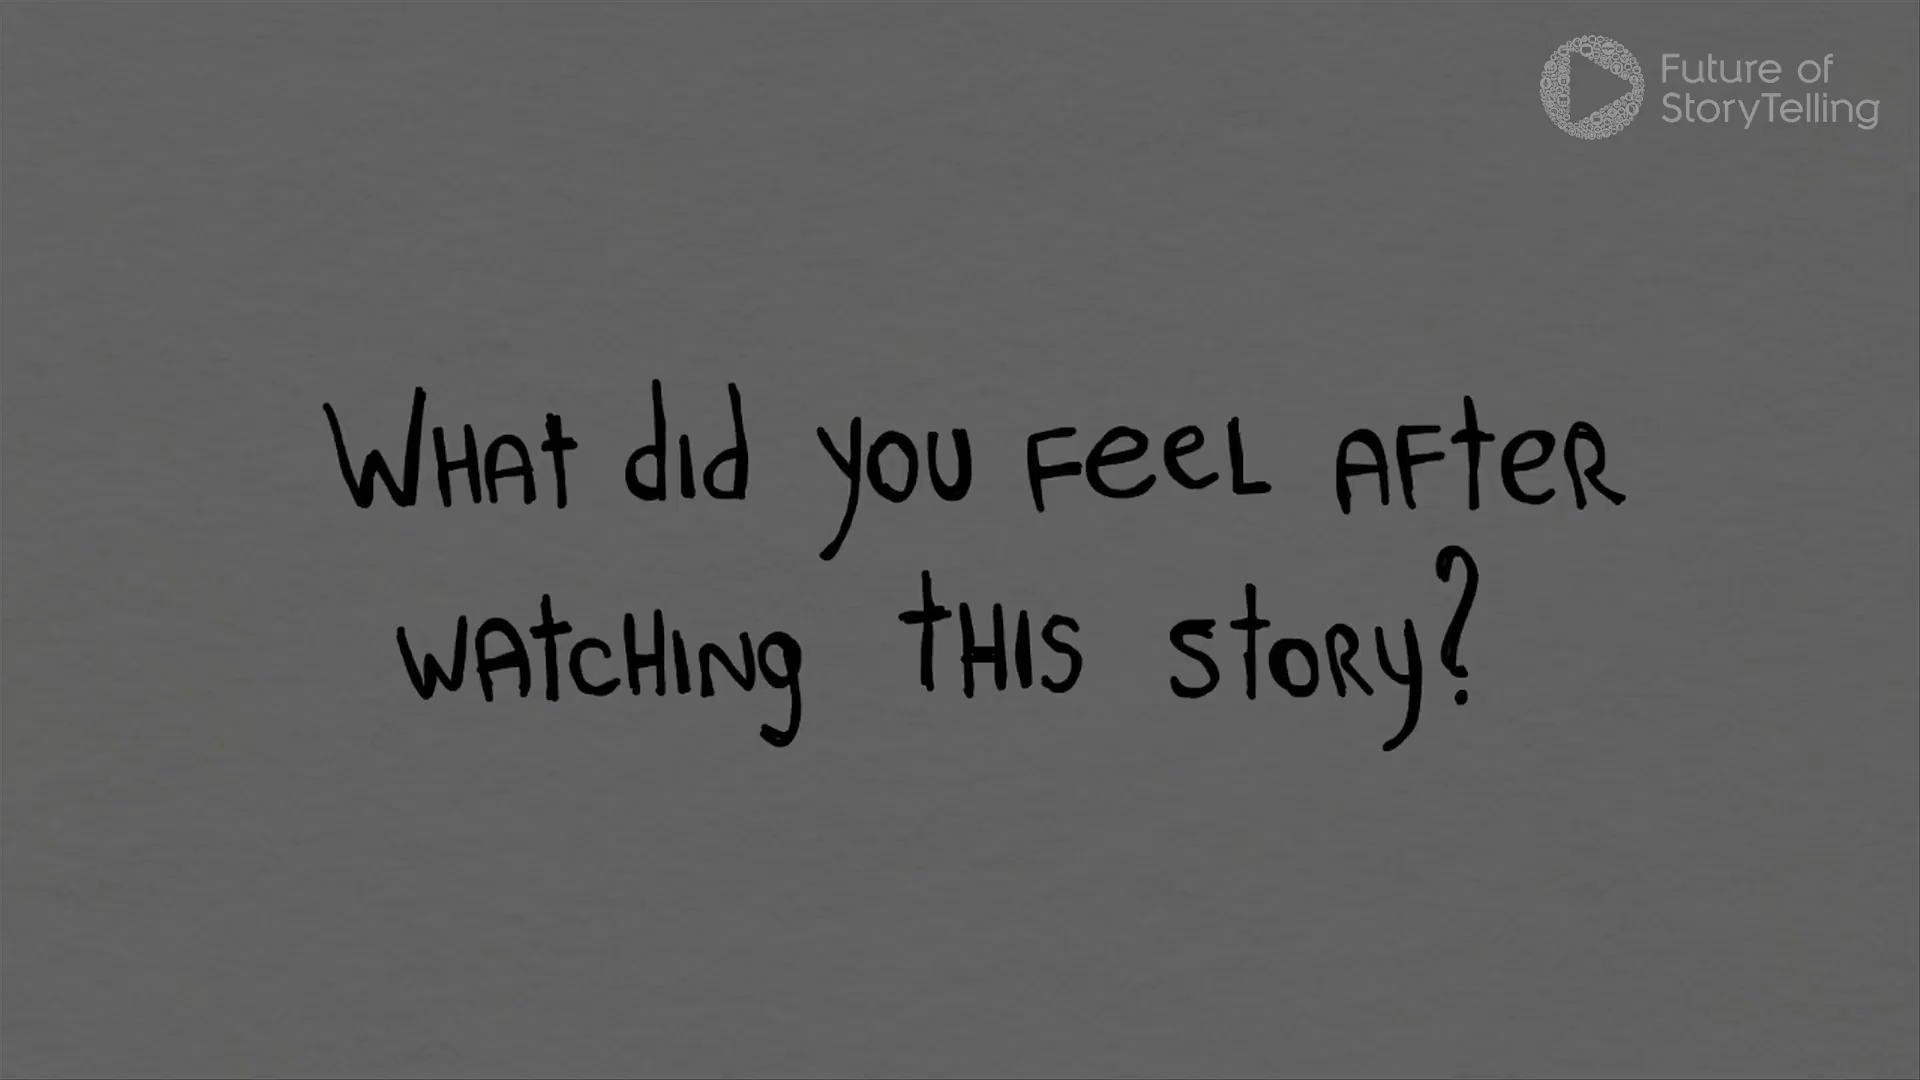 Future of
StoryTelling
What did you feel after
watching this story?